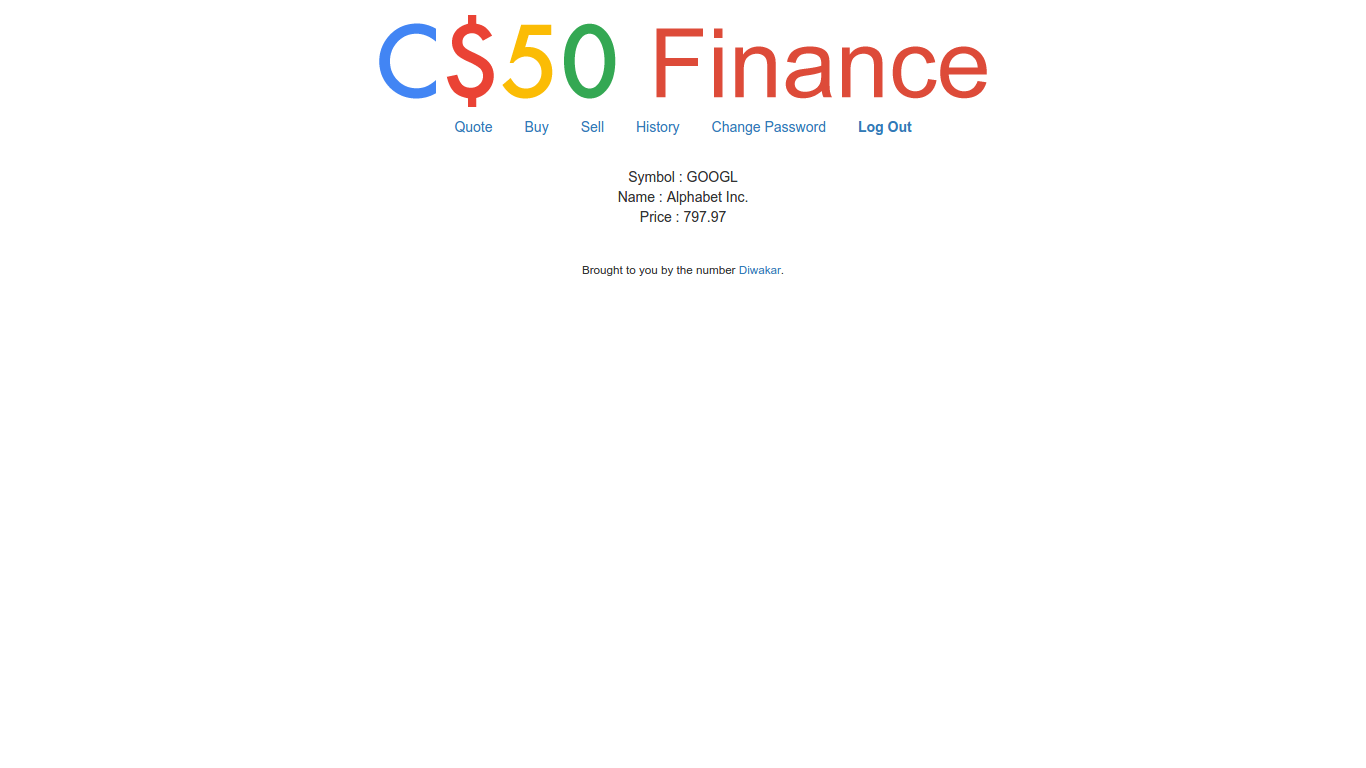 C$50 Finance
Quote Buy Sell History Change Password Log Out
Symbol : GOOGL
Name : Alphabet Inc.
Price : 797.97
Brought to you by the number Diwakar.